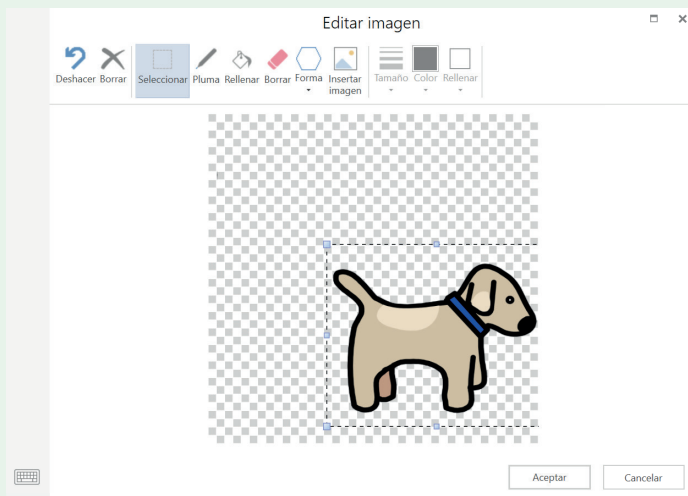 Editar imagen
Deshacer Borrar Seleccionar Pluma Rellenar Borrar Forma Insertar imagen Tamaño Color Rellenar
Aceptar Cancelar